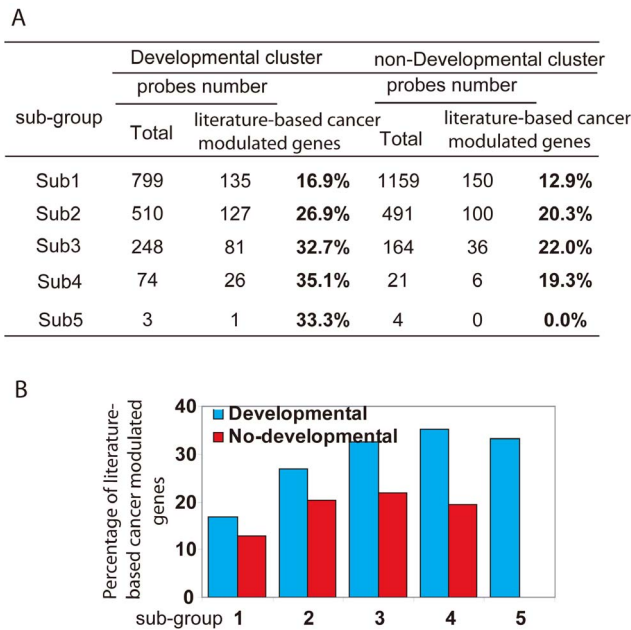 A
Developmental cluster non-Developmental cluster
probes number probes number
sub-group Total literature-based cancer modulated genes Total literature-based cancer modulated genes
Sub1 799 135 16.9% 1159 150 12.9%
Sub2 510 127 26.9% 491 100 20.3%
Sub3 248 81 32.7% 164 36 22.0%
Sub4 74 26 35.1% 21 6 19.3%
Sub5 3 1 33.3% 4 0 0.0%
B
Percentage of literature-
based cancer modulated
genes
40
30
20
10
0
Developmental
No-developmental
sub-group 1 2 3 4 5